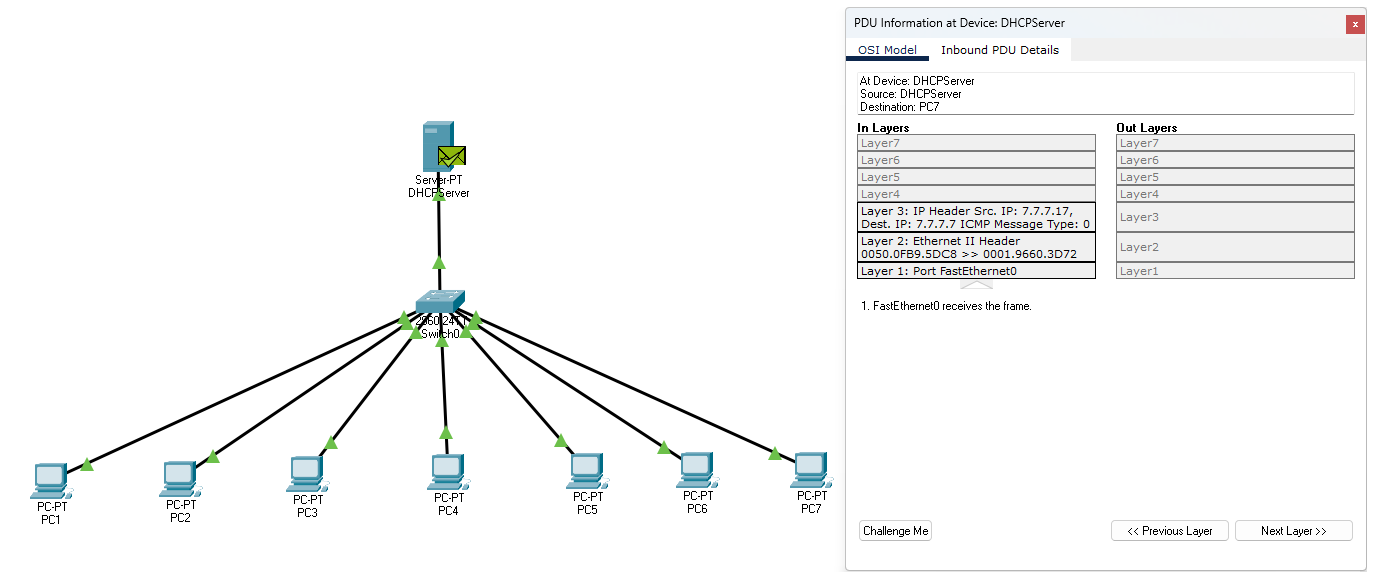 Server-PT
DHCPServer
2960-24TT
Switch0
PC-PT
PC1
PC-PT
PC2
PC-PT
PC3
PC-PT
PC4
PC-PT
PC5
PC-PT
PC6
PC-PT
PC7
PDU Information at Device: DHCPServer
x
OSI Model
Inbound PDU Details
At Device: DHCPServer
Source: DHCPServer
Destination: PC7
In Layers
Layer7
Layer6
Layer5
Layer4
Layer 3: IP Header Src. IP: 7.7.7.17,
Dest. IP: 7.7.7.7 ICMP Message Type: 0
Layer 2: Ethernet II Header
0050.0FB9.5DC8 >> 0001.9660.3D72
Layer 1: Port FastEthernet0
Out Layers
Layer7
Layer6
Layer5
Layer4
Layer3
Layer2
Layer1
1. FastEthernet0 receives the frame.
Challenge Me
<< Previous Layer
Next Layer >>